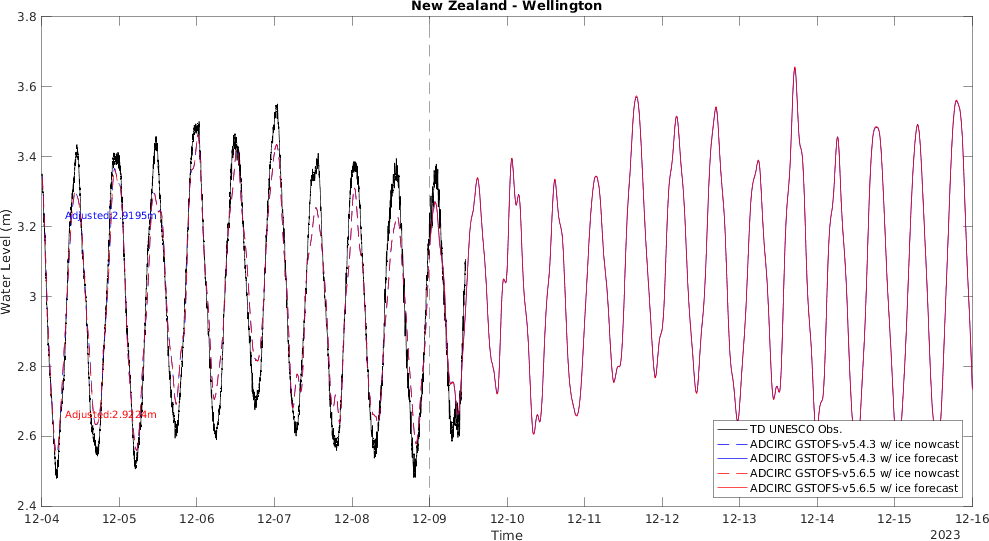 New Zealand - Wellington
3.8
3.6
3.4
3.2
3
2.8
2.6
2.4
Water Level (m)
Adjusted:2.9195m
Adjusted:2.9224m
TD UNESCO Obs.
ADCIRC GSTOFS-v5.4.3 w/ ice nowcast
ADCIRC GSTOFS-v5.4.3 w/ ice forecast
ADCIRC GSTOFS-v5.6.5 w/ ice nowcast
ADCIRC GSTOFS-v5.6.5 w/ ice forecast
12-04 12-05 12-06 12-07 12-08 12-09 12-10 12-11 12-12 12-13 12-14 12-15 12-16
Time
2023